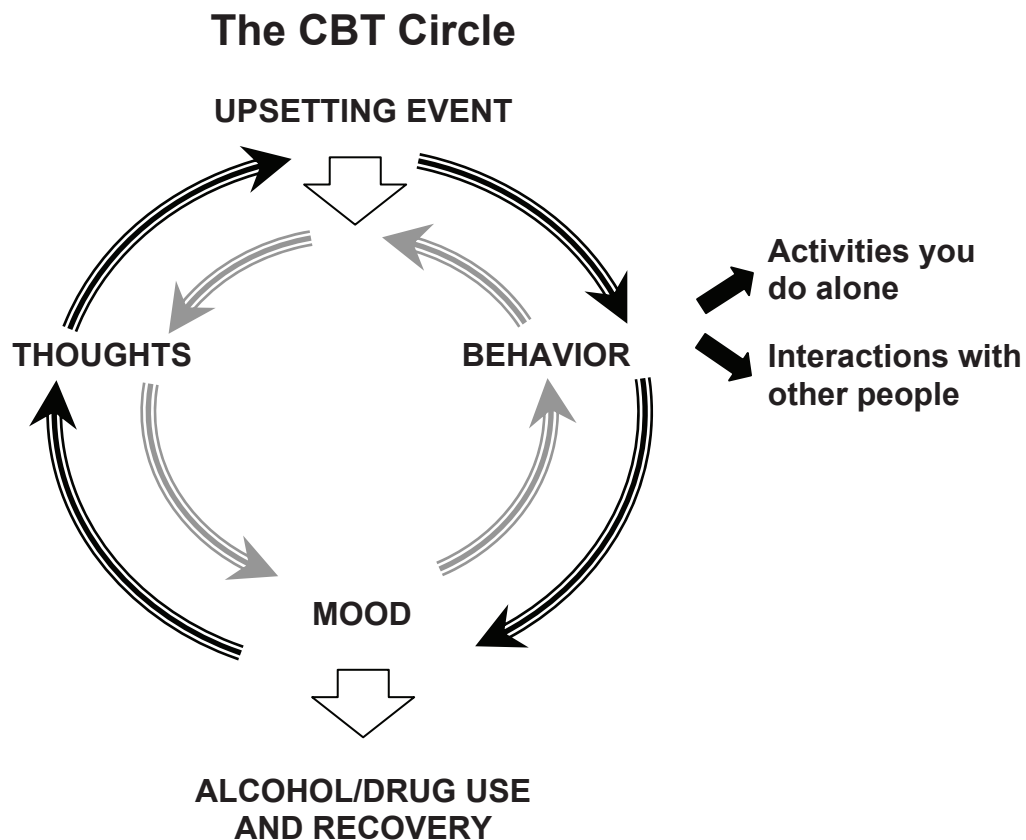 The CBT Circle
UPSETTING EVENT
Activities you
do alone
THOUGHTS
BEHAVIOR
Interactions with
other people
MOOD
ALCOHOL/DRUG USE
AND RECOVERY